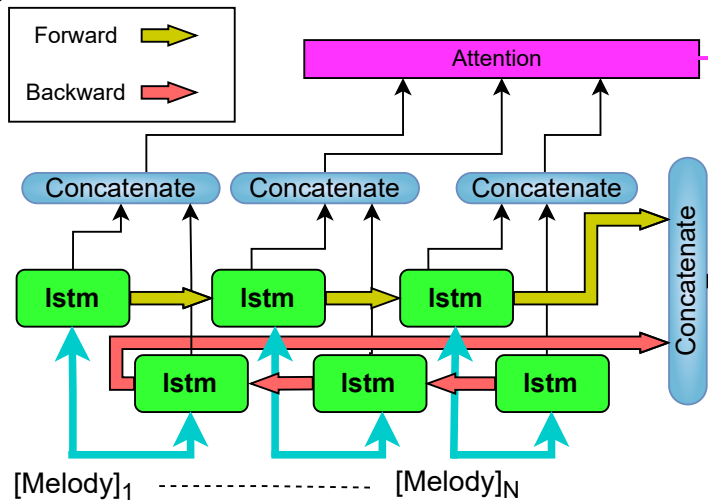 Forward
Backward
Attention
Concatenate
Concatenate
Concatenate
Concatenate
lstm
lstm
lstm
lstm
lstm
lstm
[Melody]1
[Melody]N